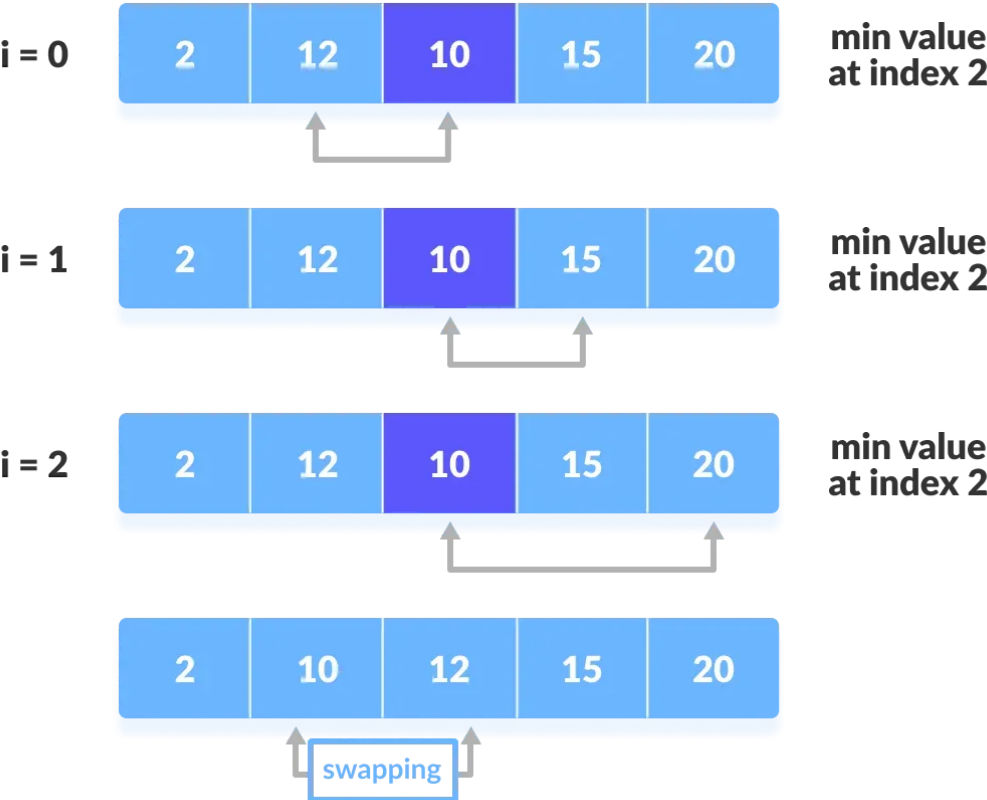 i = 0 2 12 10 15 20 min value
at index 2
i = 1 2 12 10 15 20 min value
at index 2
i = 2 2 12 10 15 20 min value
at index 2
2 10 12 15 20
swapping